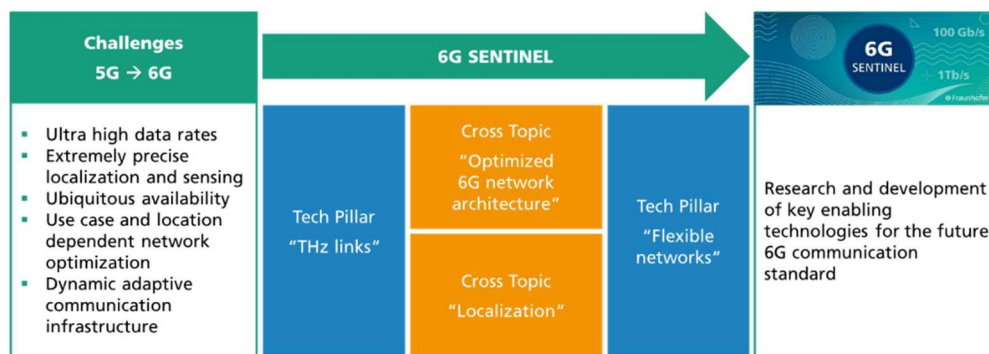 Challenges
5G → 6G
▪ Ultra high data rates
▪ Extremely precise
localization and sensing
▪ Ubiquitous availability
▪ Use case and location
dependent network
optimization
▪ Dynamic adaptive
communication
infrastructure
6G SENTINEL
Tech Pillar
“THz links“
Cross Topic
“Optimized
6G network
architecture“
Cross Topic
“Localization“
Tech Pillar
“Flexible
networks“
100 Gb/s
6G
SENTINEL
1Tb/s
Fraunhofer
Research and development
of key enabling
technologies for the future
6G communication
standard